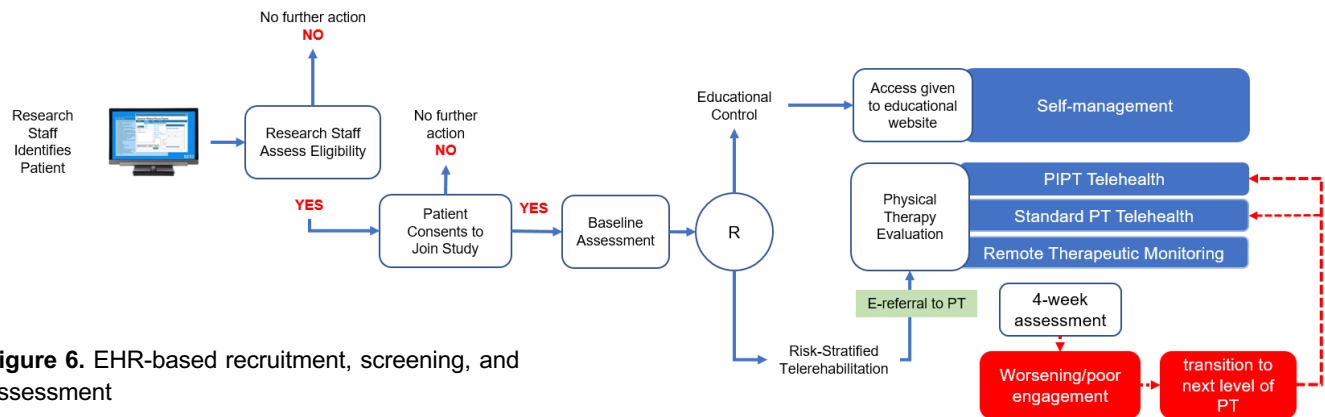 Research
Staff
Identifies
Patient
No further action
NO
Research Staff
Assess Eligibility
YES
No further
action
NO
Patient
Consents to
Join Study
YES
Baseline
Assessment
R
Educational
Control
Access given
to educational
website
Self-management
Risk-Stratified
Telerehabilitation
E-referral to PT
Physical
Therapy
Evaluation
PIPT Telehealth
Standard PT Telehealth
Remote Therapeutic Monitoring
4-week
assessment
Worsening/poor
engagement
transition to
next level of
PT
igure 6. EHR-based recruitment, screening, and
ssessment